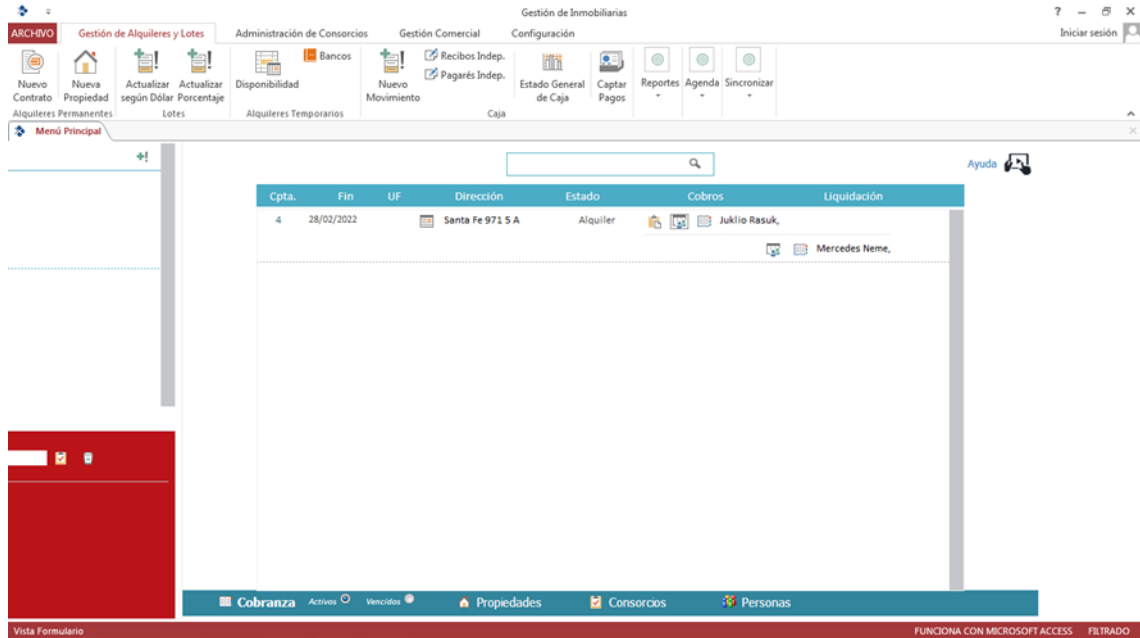 Gestión de Inmobiliarias
ARCHIVO Gestión de Alquileres y Lotes Administración de Consorcios Gestión Comercial Configuración Iniciar sesión
Nuevo Contrato
Nueva Propiedad
Alquileres Permanentes
Actualizar según Dólar
Actualizar Porcentaje
Lotes
Disponibilidad
Bancos
Alquileres Temporarios
Nuevo Movimiento
Recibos Indep.
Pagarés Indep.
Estado General de Caja
Captar Pagos
Caja
Reportes Agenda Sincronizar
Menú Principal
Ayuda
Cpta. Fin UF Dirección Estado Cobros Liquidación
4 28/02/2022 Santa Fe 971 5 A Alquiler Juklio Rasuk,
Mercedes Neme,
Cobranza Activos Vencidos Propiedades Consorcios Personas
Vista Formulario FUNCIONA CON MICROSOFT ACCESS FILTRADO